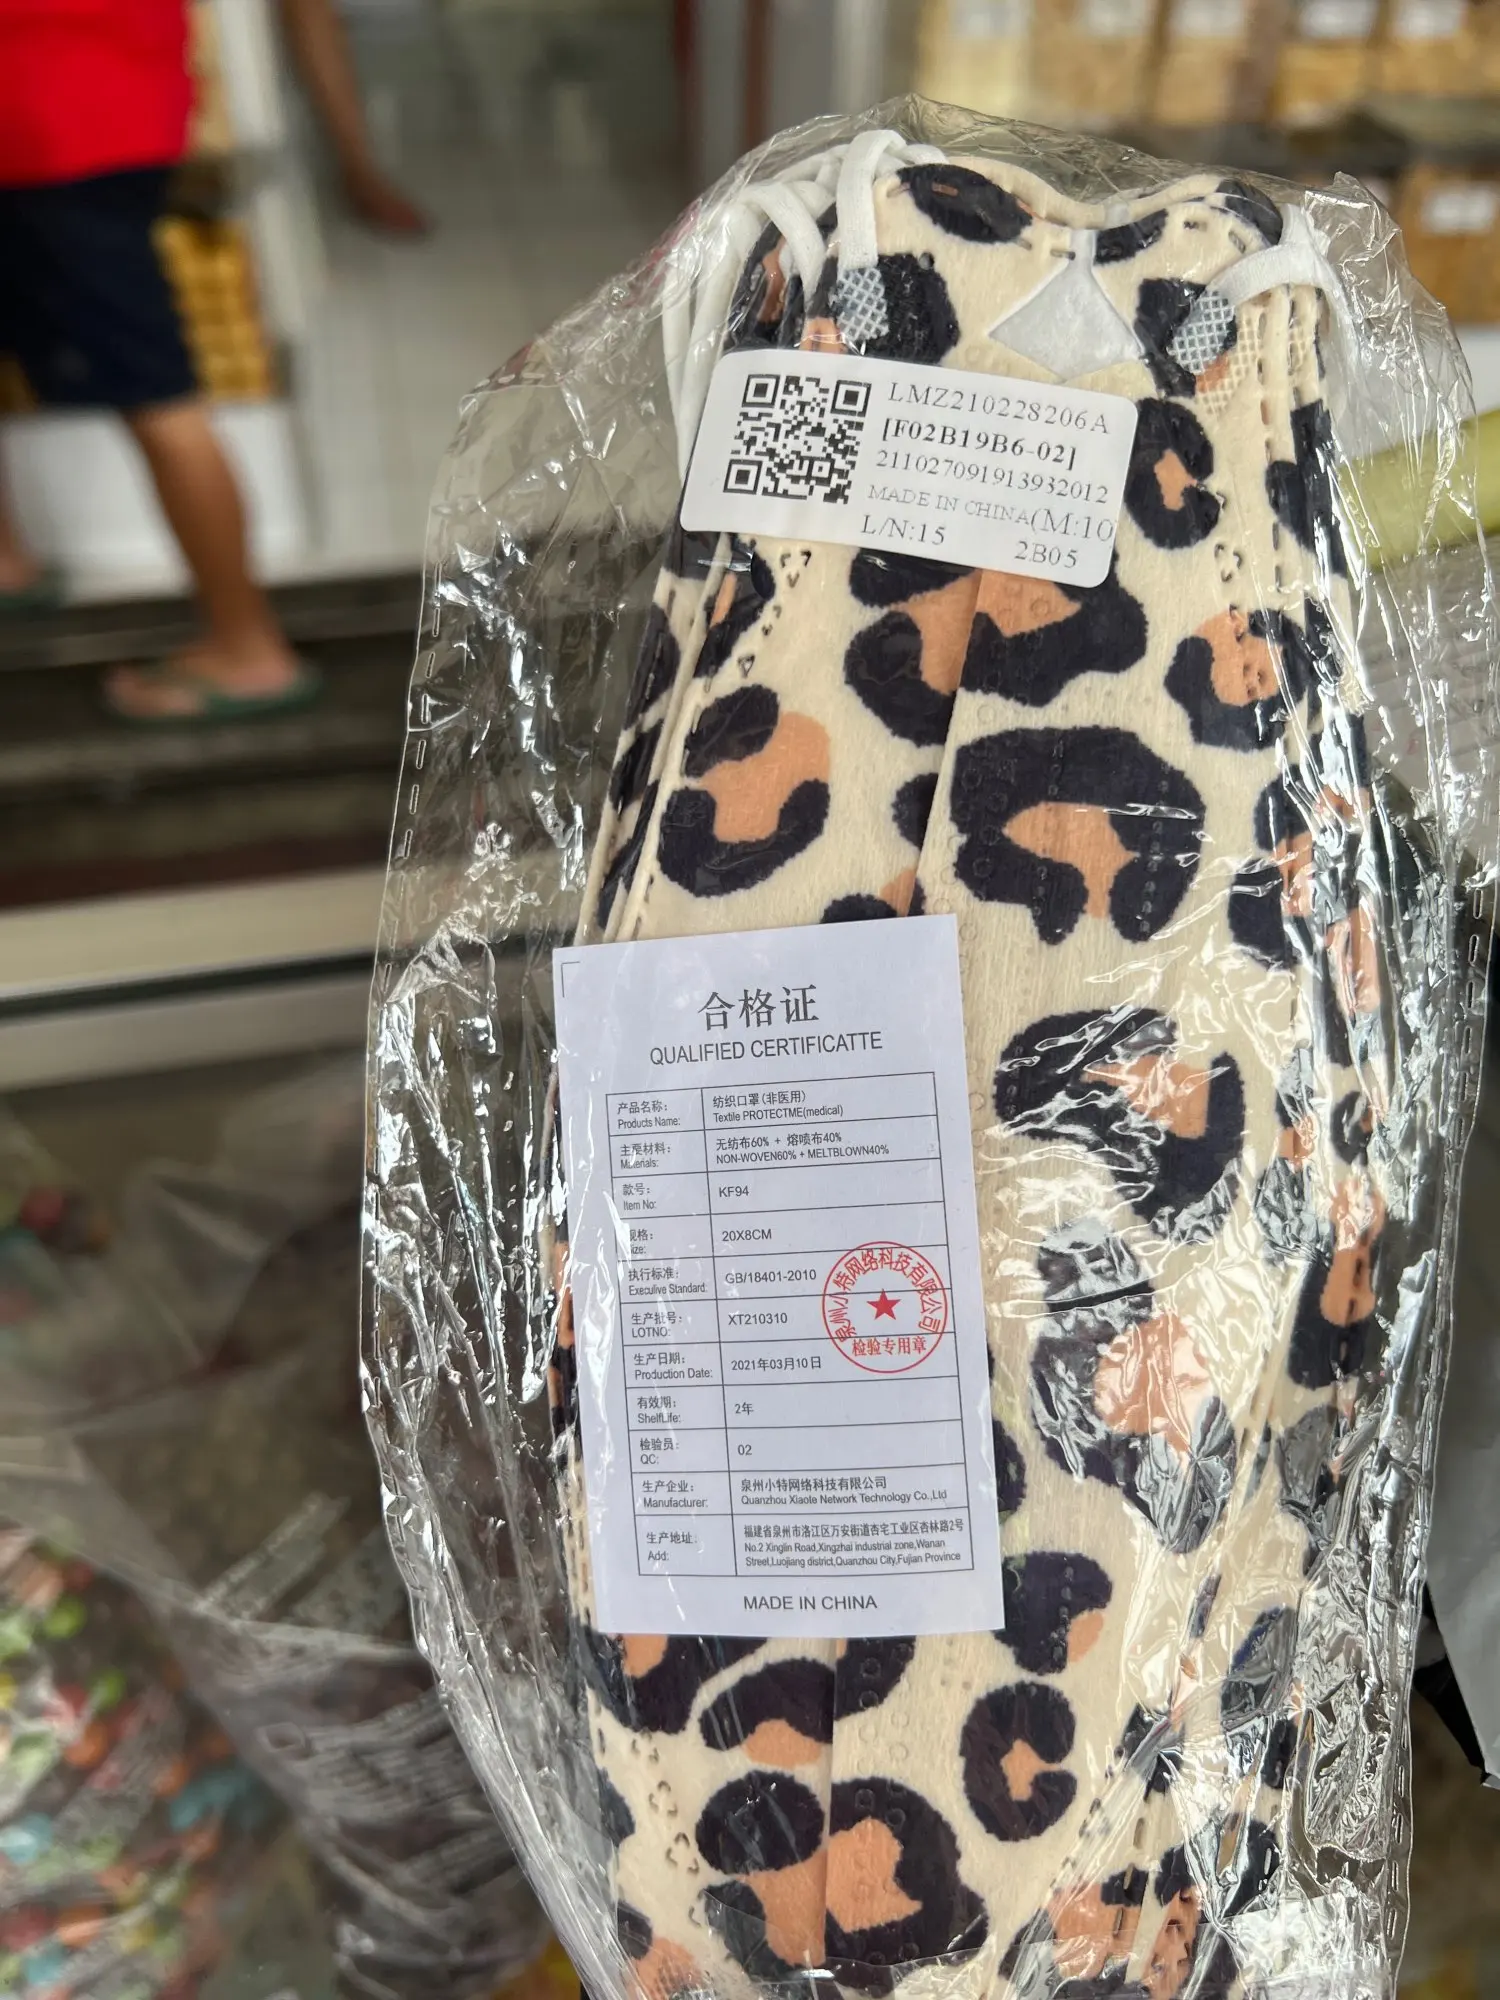 LMZ210228206A
[F02B19B6-02]
211027091913932012
MADE IN CHINA(M:10
L/N:15 2B05
合格证
QUALIFIED CERTIFICATTE
产品名称: 纺织口罩(非医用)
Products Name: Textile PROTECTME(medical)
主要材料: 无纺布60% + 熔喷布40%
Materials: NON-WOVEN60% + MELTBLOWN40%
款号: KF94
Item No:
规格: 20X8CM
ize:
执行标准: GB/18401-2010
Execulive Standard:
生产批号: XT210310
LOTNO:
生产日期: 2021年03月10日
Production Date:
有效期: 2年
ShelfLife:
检验员: 02
QC:
生产企业: 泉州小特网络科技有限公司
Manufacturer: Quanzhou Xiaote Network Technology Co.,Ltd
生产地址: 福建省泉州市洛江区万安街道杏宅工业区杏林路2号
Add: No.2 Xinglin Road,Xingzhai industrial zone,Wanan
Street,Luojiang district,Quanzhou City,Fujian Province
泉州小特网络科技有限公司
检验专用章
MADE IN CHINA